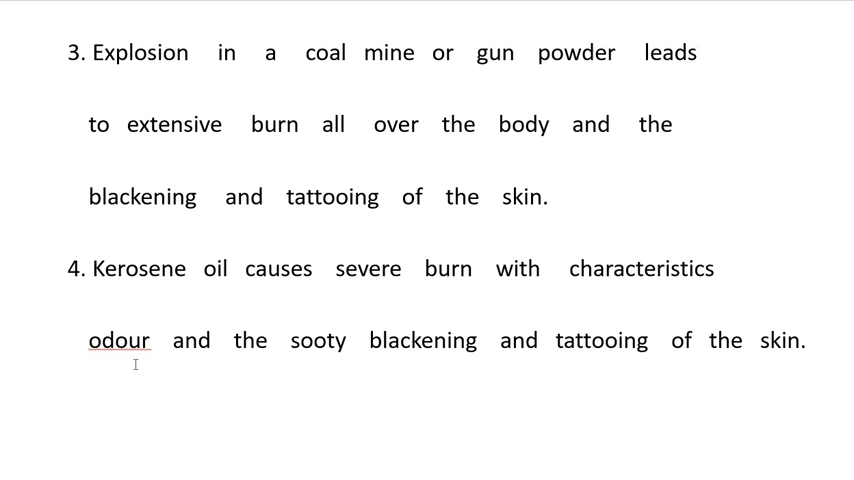 3. Explosion in a coal mine or gun powder leads
to extensive burn all over the body and the
blackening and tattooing of the skin.
4. Kerosene oil causes severe burn with characteristics
odour and the sooty blackening and tattooing of the skin.